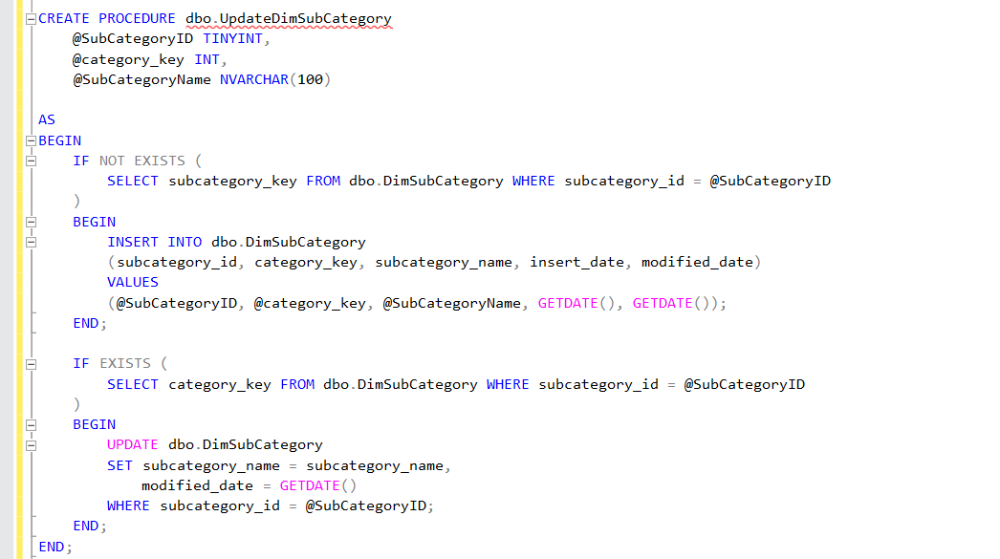 CREATE PROCEDURE dbo.UpdateDimSubCategory
    @SubCategoryID TINYINT,
    @category_key INT,
    @SubCategoryName NVARCHAR(100)

AS
BEGIN
    IF NOT EXISTS (
        SELECT subcategory_key FROM dbo.DimSubCategory WHERE subcategory_id = @SubCategoryID
    )
    BEGIN
        INSERT INTO dbo.DimSubCategory
        (subcategory_id, category_key, subcategory_name, insert_date, modified_date)
        VALUES
        (@SubCategoryID, @category_key, @SubCategoryName, GETDATE(), GETDATE());
    END;

    IF EXISTS (
        SELECT category_key FROM dbo.DimSubCategory WHERE subcategory_id = @SubCategoryID
    )
    BEGIN
        UPDATE dbo.DimSubCategory
        SET subcategory_name = subcategory_name,
            modified_date = GETDATE()
        WHERE subcategory_id = @SubCategoryID;
    END;
END;